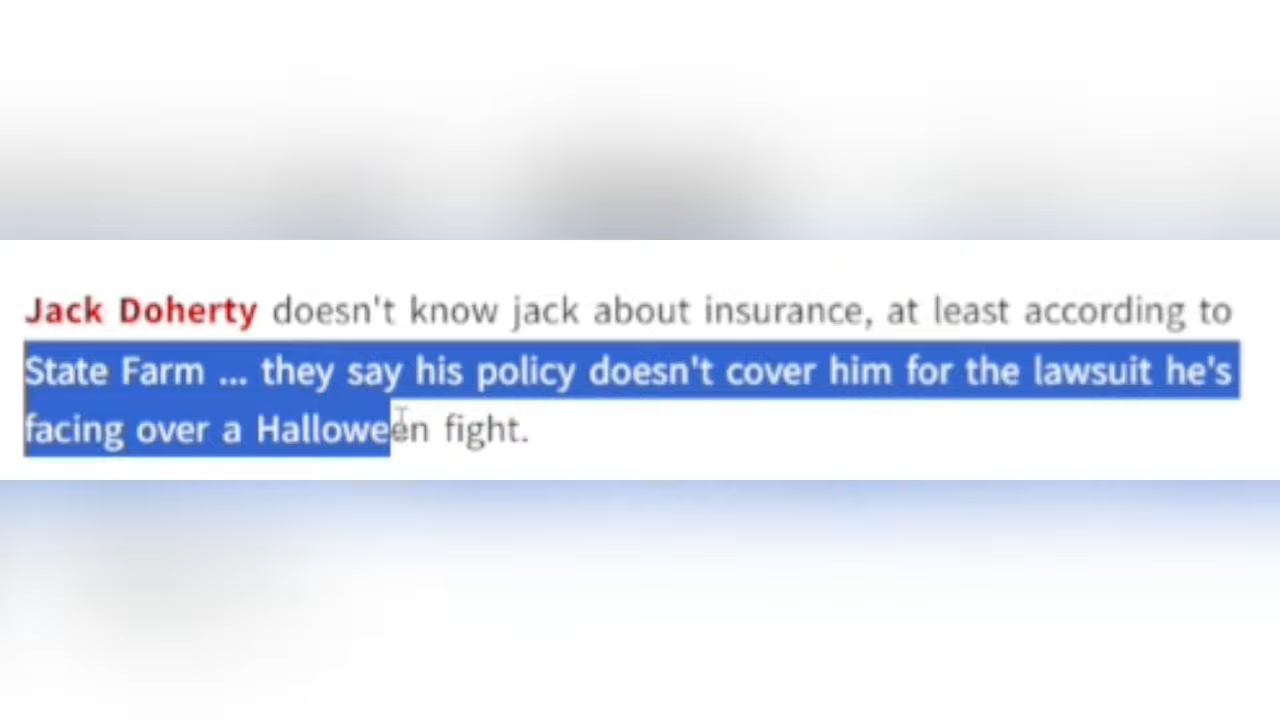 Jack Doherty doesn't know jack about insurance, at least according to
State Farm ... they say his policy doesn't cover him for the lawsuit he's
facing over a Halloween fight.